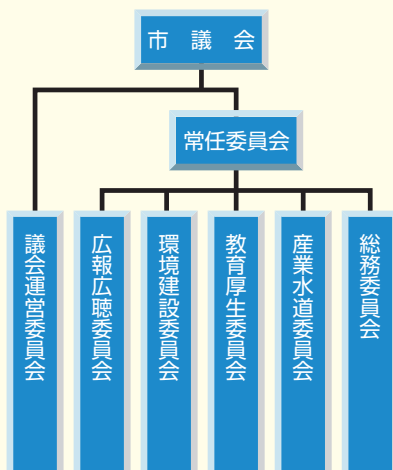 市議会
常任委員会
議会運営委員会
広報広聴委員会
環境建設委員会
教育厚生委員会
産業水道委員会
総務委員会